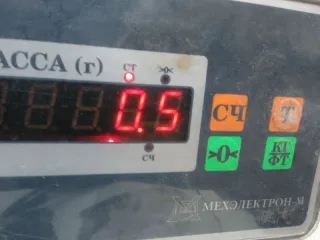 АССА (г)
СТ
>0<
0.5
СЧ Т
СЧ
>0< КГ ФТ
МЕХЭЛЕКТРОН-М